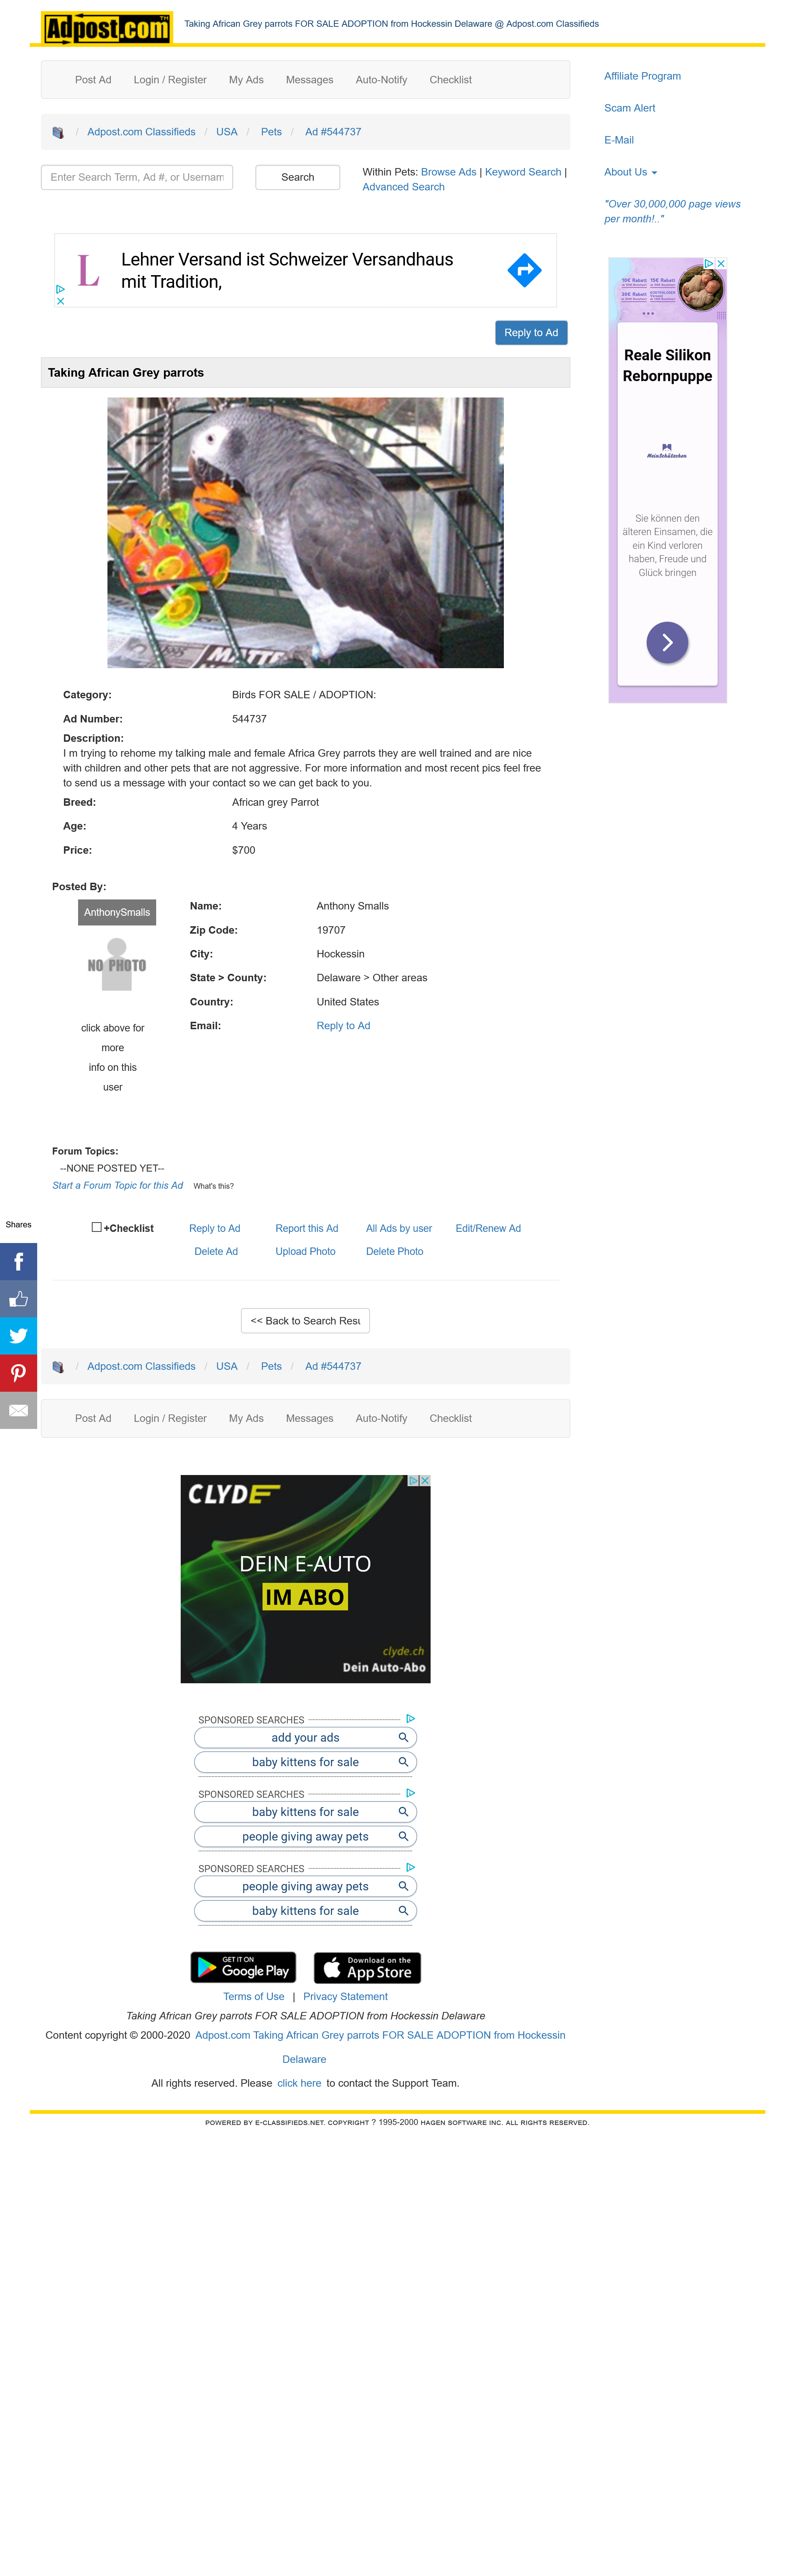 Adpost.com TM
Taking African Grey parrots FOR SALE ADOPTION from Hockessin Delaware @ Adpost.com Classifieds
Post Ad Login / Register My Ads Messages Auto-Notify Checklist
/ Adpost.com Classifieds / USA / Pets / Ad #544737
Enter Search Term, Ad #, or Usernam
Search
Within Pets: Browse Ads | Keyword Search |
Advanced Search
Affiliate Program
Scam Alert
E-Mail
About Us
"Over 30,000,000 page views
per month!.."
L
Lehner Versand ist Schweizer Versandhaus
mit Tradition,
Reply to Ad
Reale Silikon
Rebornpuppe
MeinSchätzchen
Sie können den
älteren Einsamen, die
ein Kind verloren
haben, Freude und
Glück bringen
Taking African Grey parrots
Category: Birds FOR SALE / ADOPTION:
Ad Number: 544737
Description:
I m trying to rehome my talking male and female Africa Grey parrots they are well trained and are nice
with children and other pets that are not aggressive. For more information and most recent pics feel free
to send us a message with your contact so we can get back to you.
Breed: African grey Parrot
Age: 4 Years
Price: $700
Posted By:
AnthonySmalls
NO PHOTO
click above for
more
info on this
user
Name: Anthony Smalls
Zip Code: 19707
City: Hockessin
State > County: Delaware > Other areas
Country: United States
Email: Reply to Ad
Forum Topics:
--NONE POSTED YET--
Start a Forum Topic for this Ad What's this?
Shares
+Checklist Reply to Ad Report this Ad All Ads by user Edit/Renew Ad
Delete Ad Upload Photo Delete Photo
<< Back to Search Resu
/ Adpost.com Classifieds / USA / Pets / Ad #544737
Post Ad Login / Register My Ads Messages Auto-Notify Checklist
CLYDE
DEIN E-AUTO
IM ABO
clyde.ch
Dein Auto-Abo
SPONSORED SEARCHES
add your ads
baby kittens for sale
SPONSORED SEARCHES
baby kittens for sale
people giving away pets
SPONSORED SEARCHES
people giving away pets
baby kittens for sale
GET IT ON Google Play
Download on the App Store
Terms of Use | Privacy Statement
Taking African Grey parrots FOR SALE ADOPTION from Hockessin Delaware
Content copyright © 2000-2020 Adpost.com Taking African Grey parrots FOR SALE ADOPTION from Hockessin
Delaware
All rights reserved. Please click here to contact the Support Team.
POWERED BY E-CLASSIFIEDS.NET. COPYRIGHT ? 1995-2000 HAGEN SOFTWARE INC. ALL RIGHTS RESERVED.